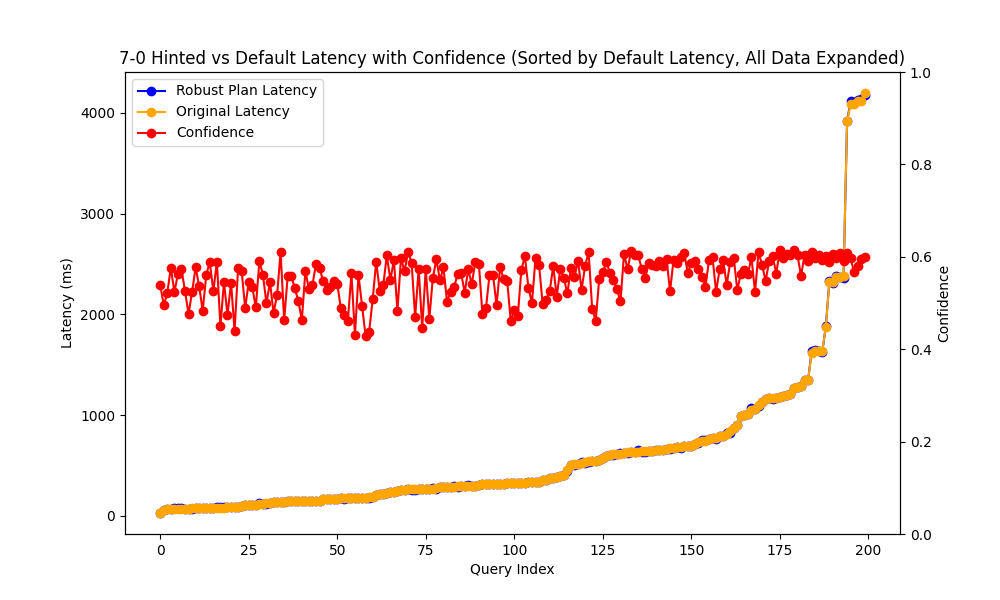 7-0 Hinted vs Default Latency with Confidence (Sorted by Default Latency, All Data Expanded)
Robust Plan Latency
Original Latency
Confidence
Latency (ms)
4000
3000
2000
1000
0
1.0
0.8
0.6
0.4
0.2
0.0
Confidence
0 25 50 75 100 125 150 175 200
Query Index